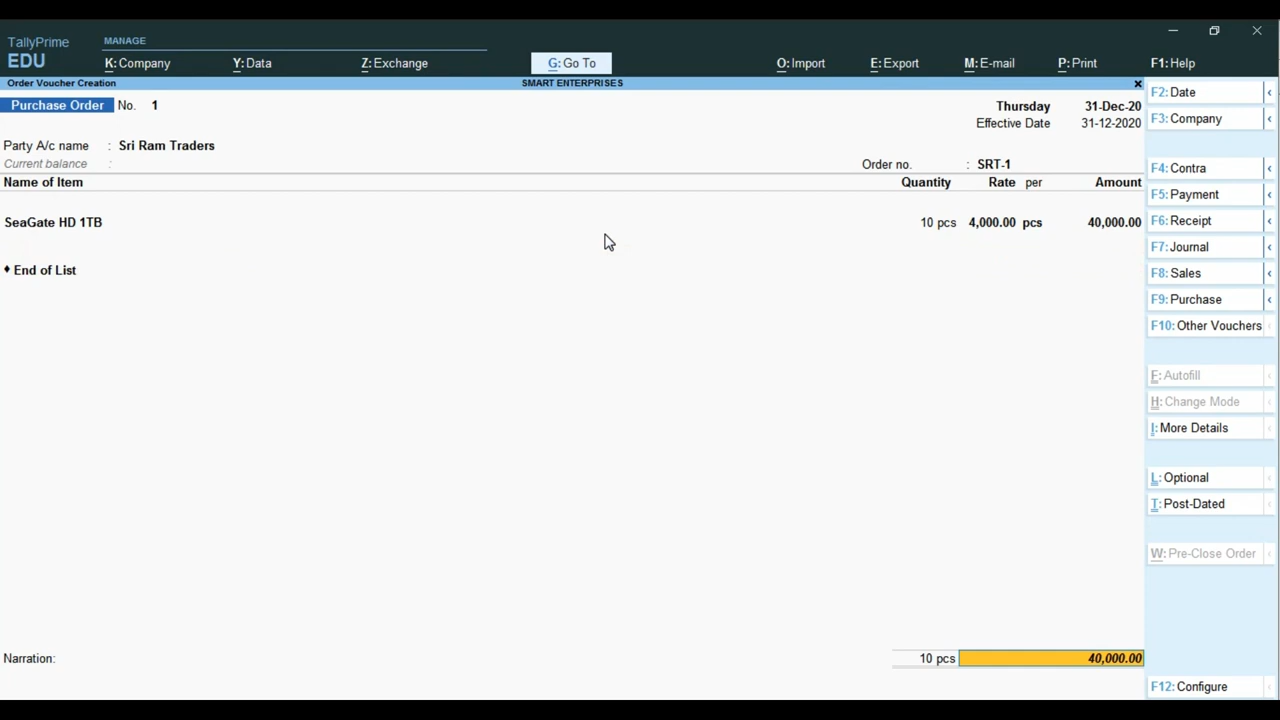 TallyPrime
EDU
MANAGE
K: Company Y: Data Z: Exchange G: Go To O: Import E: Export M: E-mail P: Print F1: Help
Order Voucher Creation SMART ENTERPRISES x
Purchase Order No. 1 Thursday 31-Dec-20
Effective Date 31-12-2020
Party A/c name : Sri Ram Traders
Current balance : Order no. : SRT-1
Name of Item Quantity Rate per Amount
SeaGate HD 1TB 10 pcs 4,000.00 pcs 40,000.00
♦ End of List
Narration: 10 pcs 40,000.00
F2: Date <
F3: Company <
F4: Contra <
F5: Payment <
F6: Receipt <
F7: Journal <
F8: Sales <
F9: Purchase <
F10: Other Vouchers <
F: Autofill <
H: Change Mode <
I: More Details <
L: Optional <
T: Post-Dated <
W: Pre-Close Order <
F12: Configure <